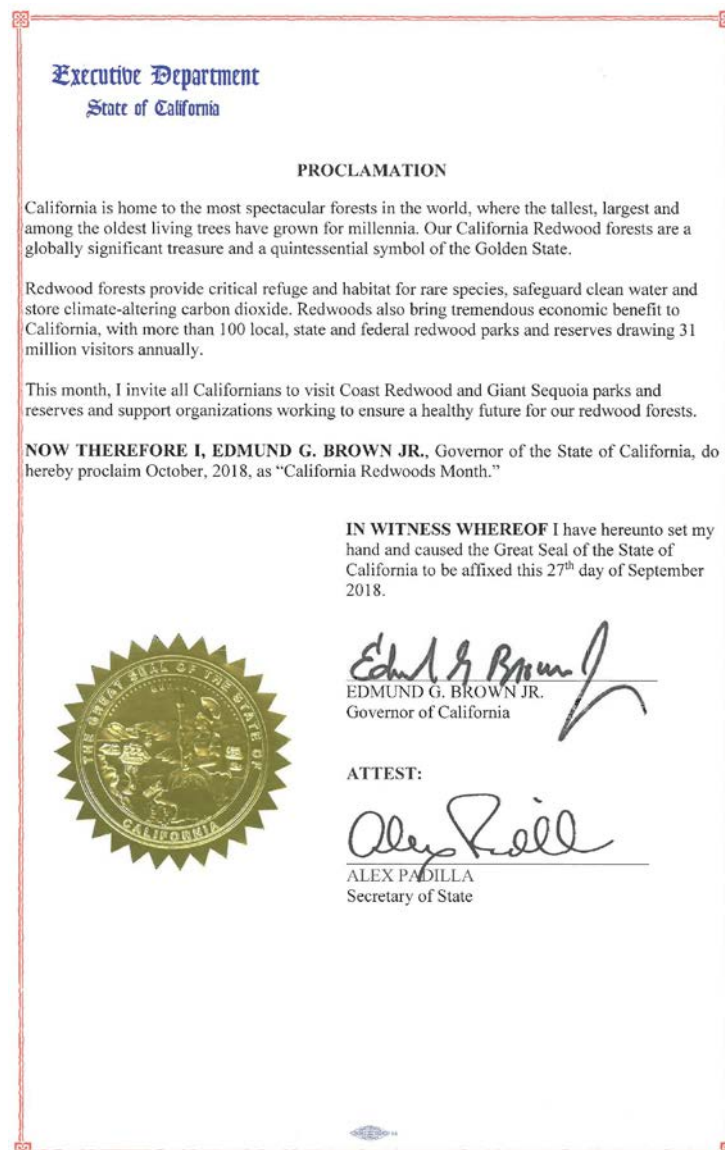 Executive Department
State of California
PROCLAMATION
California is home to the most spectacular forests in the world, where the tallest, largest and
among the oldest living trees have grown for millennia. Our California Redwood forests are a
globally significant treasure and a quintessential symbol of the Golden State.
Redwood forests provide critical refuge and habitat for rare species, safeguard clean water and
store climate-altering carbon dioxide. Redwoods also bring tremendous economic benefit to
California, with more than 100 local, state and federal redwood parks and reserves drawing 31
million visitors annually.
This month, I invite all Californians to visit Coast Redwood and Giant Sequoia parks and
reserves and support organizations working to ensure a healthy future for our redwood forests.
NOW THEREFORE I, EDMUND G. BROWN JR., Governor of the State of California, do
hereby proclaim October, 2018, as “California Redwoods Month.”
IN WITNESS WHEREOF I have hereunto set my
hand and caused the Great Seal of the State of
California to be affixed this 27th day of September
2018.
Edmund G Brown Jr
EDMUND G. BROWN JR.
Governor of California
THE GREAT SEAL OF THE STATE OF
CALIFORNIA
ATTEST:
Alex Padilla
ALEX PADILLA
Secretary of State